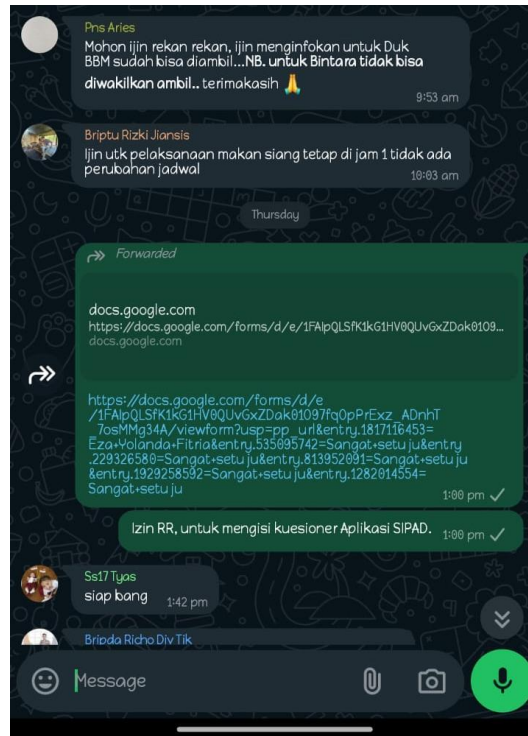 Pns Aries
Mohon ijin rekan rekan, ijin menginfokan untuk Duk
BBM sudah bisa diambil...NB. untuk Bintara tidak bisa
diwakilkan ambil.. terimakasih 🙏
9:53 am
Briptu Rizki Jiansis
Ijin utk pelaksanaan makan siang tetap di jam 1 tidak ada
perubahan jadwal
10:03 am
Thursday
Forwarded
docs.google.com
https://docs.google.com/forms/d/e/1FAIpQLSfK1kG1HV0QUvGxZDak0109...
docs.google.com
https://docs.google.com/forms/d/e
/1FAIpQLSfK1kG1HV0QUvGxZDak01097fqOpPrExz_ADnhT
_7osMMg34A/viewform?usp=pp_url&entry.1817116453=
Eza+Yolanda+Fitria&entry.535095742=Sangat+setuju&entry
.229326580=Sangat+setuju&entry.813952091=Sangat+setuju
&entry.1929258592=Sangat+setuju&entry.1282014554=
Sangat+setuju
1:00 pm ✓
Izin RR, untuk mengisi kuesioner Aplikasi SIPAD.
1:00 pm ✓
Ss17 Tyas
siap bang
1:42 pm
Bripda Richo Div Tik
Message